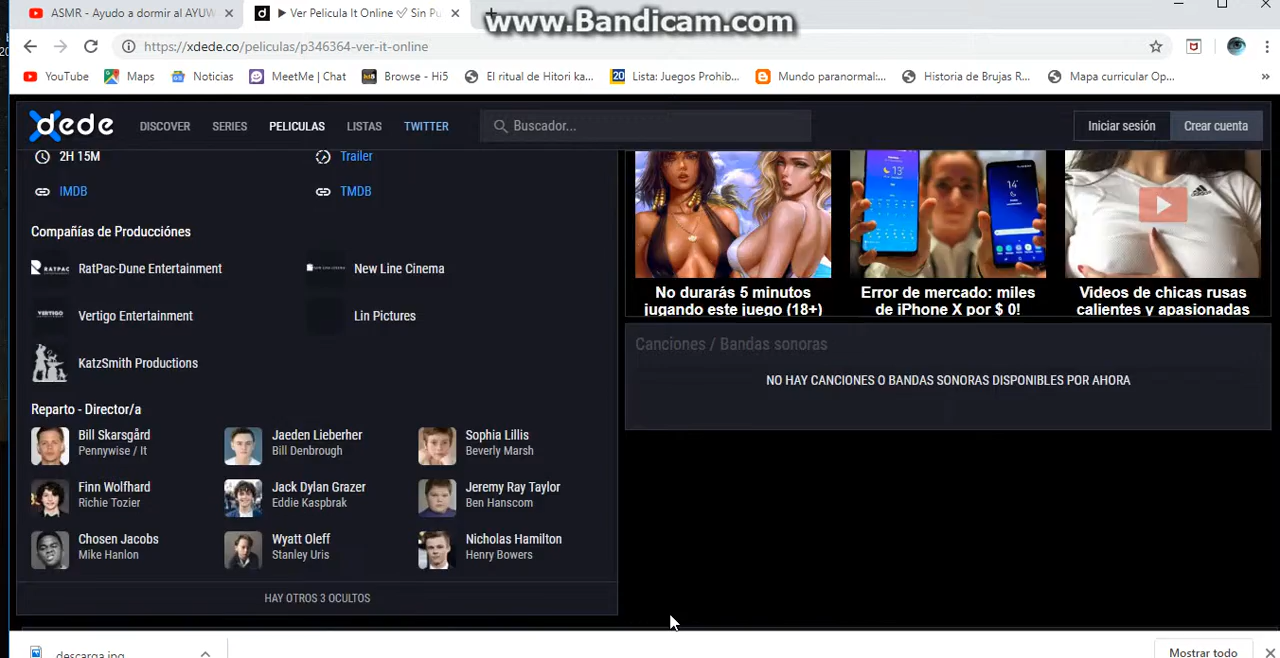 ASMR - Ayudo a dormir al AYUW
▶ Ver Pelicula It Online ✅ Sin Pu
www.Bandicam.com
https://xdede.co/peliculas/p346364-ver-it-online
YouTube
Maps
Noticias
MeetMe | Chat
Browse - Hi5
El ritual de Hitori ka...
20
Lista: Juegos Prohib...
Mundo paranormal:...
Historia de Brujas R...
Mapa curricular Op...
»
xdede
DISCOVER
SERIES
PELICULAS
LISTAS
TWITTER
Buscador...
Iniciar sesión
Crear cuenta
2H 15M
Trailer
IMDB
TMDB
Compañías de Producciónes
RATPAC
RatPac-Dune Entertainment
New Line Cinema
VERTIGO
Vertigo Entertainment
Lin Pictures
KatzSmith Productions
Reparto - Director/a
Bill Skarsgård
Pennywise / It
Jaeden Lieberher
Bill Denbrough
Sophia Lillis
Beverly Marsh
Finn Wolfhard
Richie Tozier
Jack Dylan Grazer
Eddie Kaspbrak
Jeremy Ray Taylor
Ben Hanscom
Chosen Jacobs
Mike Hanlon
Wyatt Oleff
Stanley Uris
Nicholas Hamilton
Henry Bowers
HAY OTROS 3 OCULTOS
No durarás 5 minutos
jugando este juego (18+)
Error de mercado: miles
de iPhone X por $ 0!
Videos de chicas rusas
calientes y apasionadas
Canciones / Bandas sonoras
NO HAY CANCIONES O BANDAS SONORAS DISPONIBLES POR AHORA
descarga.jpg
Mostrar todo